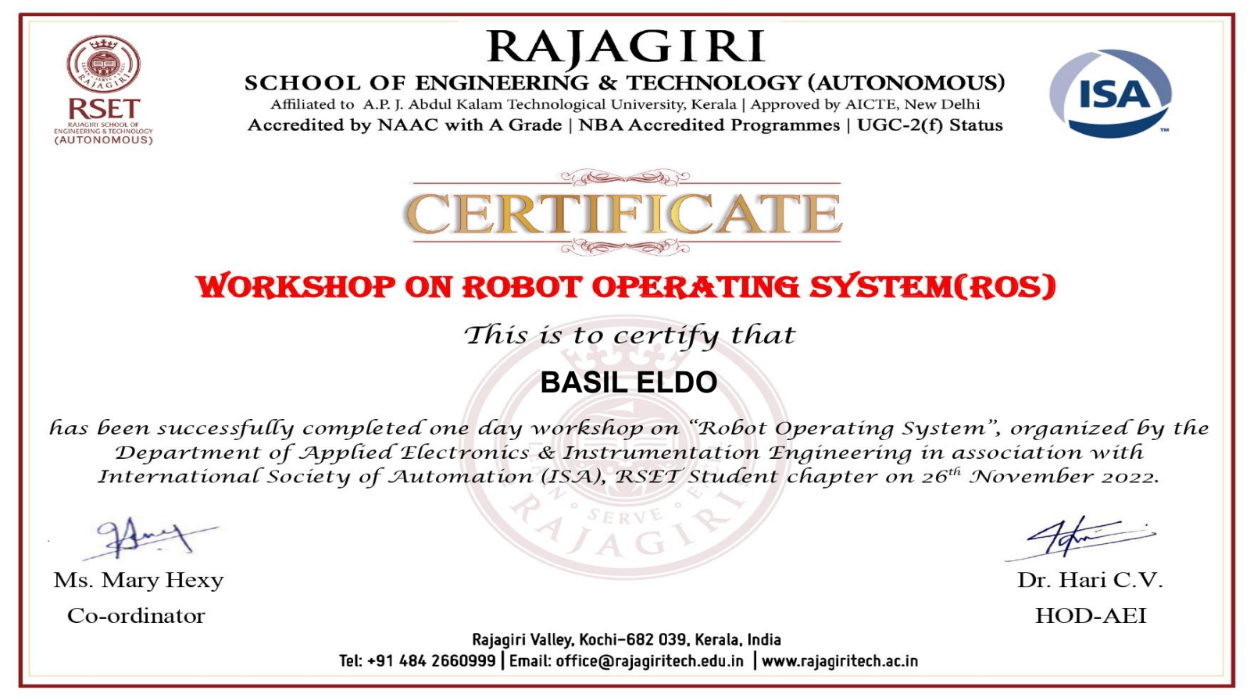 RAJAGIRI
SCHOOL OF ENGINEERING & TECHNOLOGY (AUTONOMOUS)
Affiliated to A.P. J. Abdul Kalam Technological University, Kerala | Approved by AICTE, New Delhi
Accredited by NAAC with A Grade | NBA Accredited Programmes | UGC-2(f) Status
RAJAGIRI
RSET
RAJAGIRI SCHOOL OF
ENGINEERING & TECHNOLOGY
(AUTONOMOUS)
ISA
TM
CERTIFICATE
WORKSHOP ON ROBOT OPERATING SYSTEM(ROS)
This is to certify that
BASIL ELDO
has been successfully completed one day workshop on “Robot Operating System”, organized by the
Department of Applied Electronics & Instrumentation Engineering in association with
International Society of Automation (ISA), RSET Student chapter on 26th November 2022.
SERVE
RAJAGIRI
Ms. Mary Hexy
Co-ordinator
Dr. Hari C.V.
HOD-AEI
Rajagiri Valley, Kochi–682 039, Kerala, India
Tel: +91 484 2660999 | Email: office@rajagiritech.edu.in | www.rajagiritech.ac.in